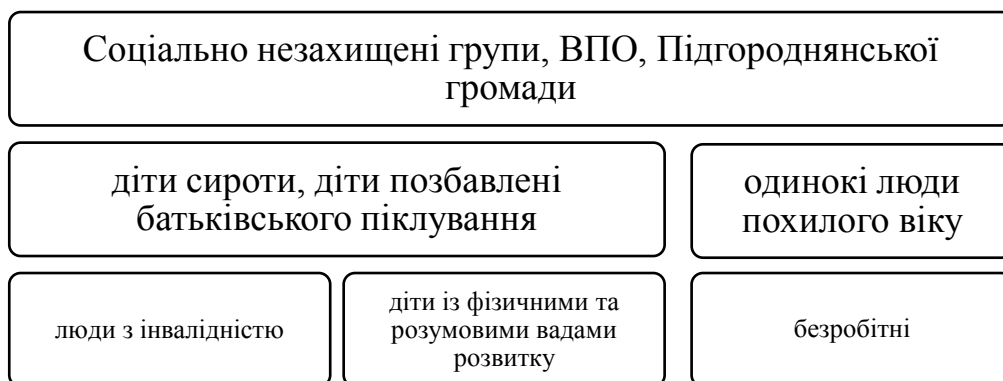 Соціально незахищені групи, ВПО, Підгороднянської
громади
діти сироти, діти позбавлені
батьківського піклування
одинокі люди
похилого віку
люди з інвалідністю
діти із фізичними та
розумовими вадами
розвитку
безробітні